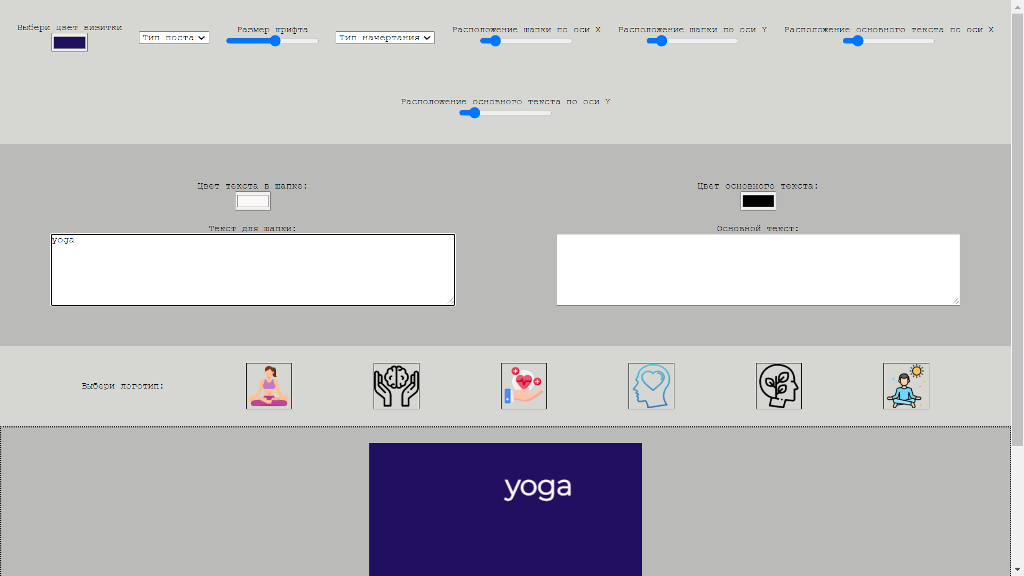 Выбери цвет визитки
Тип поста
Размер шрифта
Тип начертания
Расположение шапки по оси X
Расположение шапки по оси Y
Расположение основного текста по оси X
Расположение основного текста по оси Y
Цвет текста в шапке:
Цвет основного текста:
Текст для шапки:
Основной текст:
yoga
Выбери логотип:
yoga